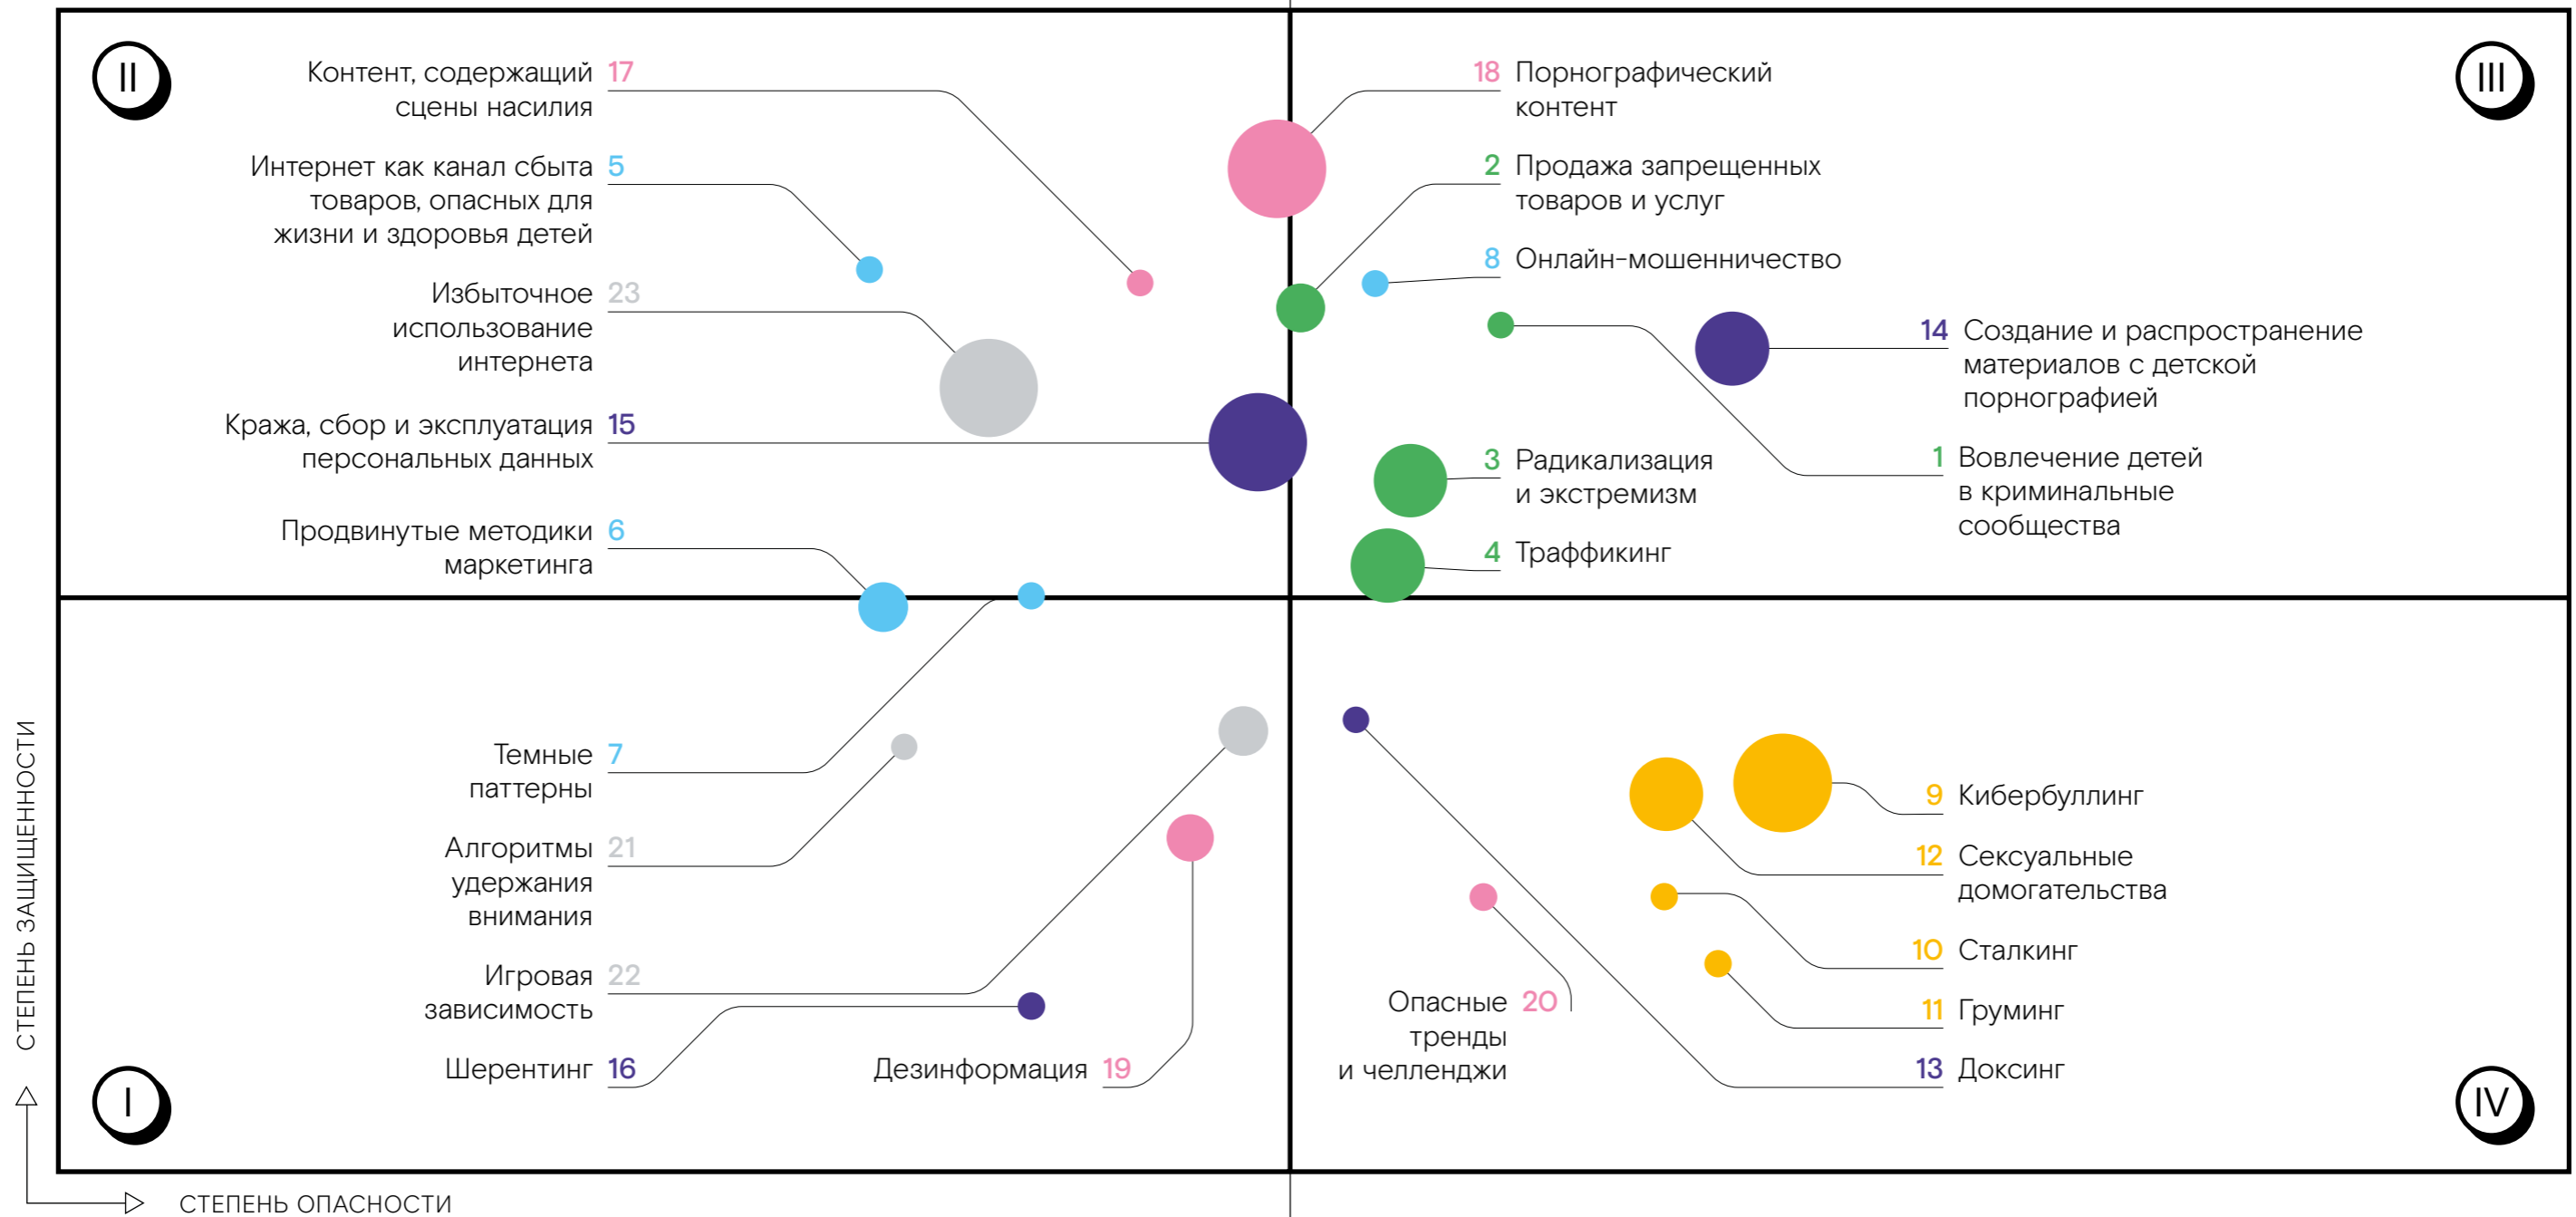 II
Контент, содержащий 17
сцены насилия
Интернет как канал сбыта 5
товаров, опасных для
жизни и здоровья детей
Избыточное 23
использование
интернета
Кража, сбор и эксплуатация 15
персональных данных
Продвинутые методики 6
маркетинга
III
18 Порнографический
контент
2 Продажа запрещенных
товаров и услуг
8 Онлайн-мошенничество
14 Создание и распространение
материалов с детской
порнографией
1 Вовлечение детей
в криминальные
сообщества
3 Радикализация
и экстремизм
4 Траффикинг
Темные 7
паттерны
Алгоритмы 21
удержания
внимания
Игровая 22
зависимость
Шерентинг 16
Дезинформация 19
I
Опасные 20
тренды
и челленджи
9 Кибербуллинг
12 Сексуальные
домогательства
10 Сталкинг
11 Груминг
13 Доксинг
IV
СТЕПЕНЬ ЗАЩИЩЕННОСТИ
СТЕПЕНЬ ОПАСНОСТИ